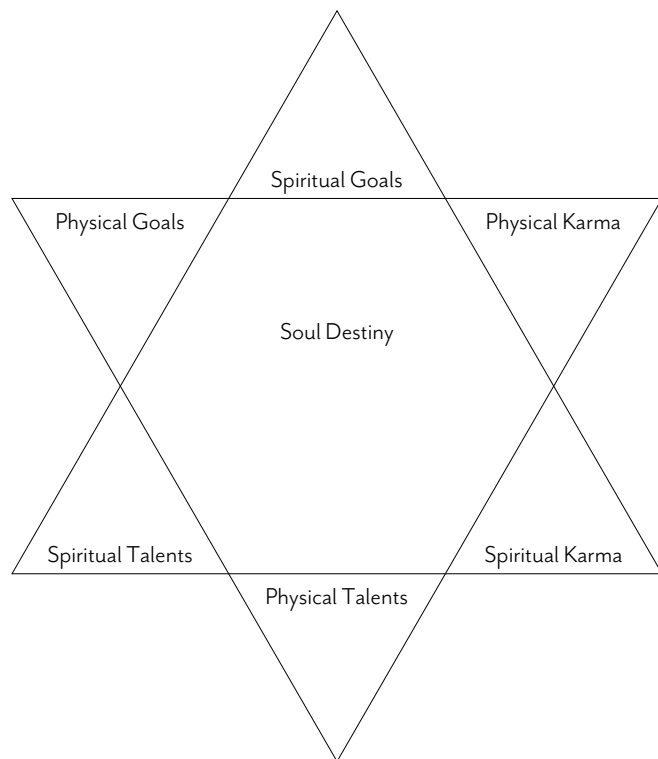 Spiritual Goals
Physical Goals
Physical Karma
Soul Destiny
Spiritual Talents
Spiritual Karma
Physical Talents